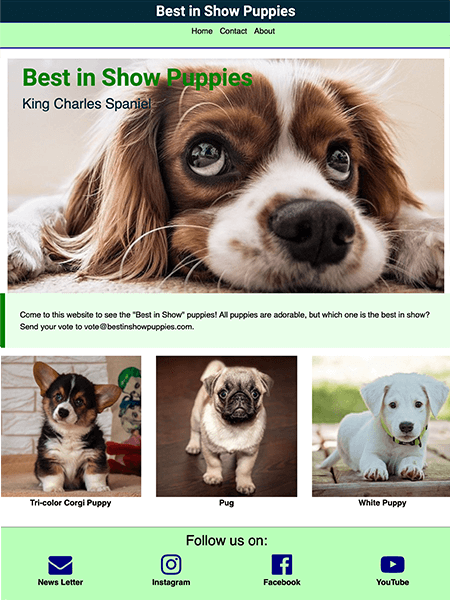 Best in Show Puppies
Home Contact About
Best in Show Puppies
King Charles Spaniel
Come to this website to see the "Best in Show" puppies! All puppies are adorable, but which one is the best in show?
Send your vote to vote@bestinshowpuppies.com.
Tri-color Corgi Puppy
Pug
White Puppy
Follow us on:
News Letter
Instagram
Facebook
YouTube